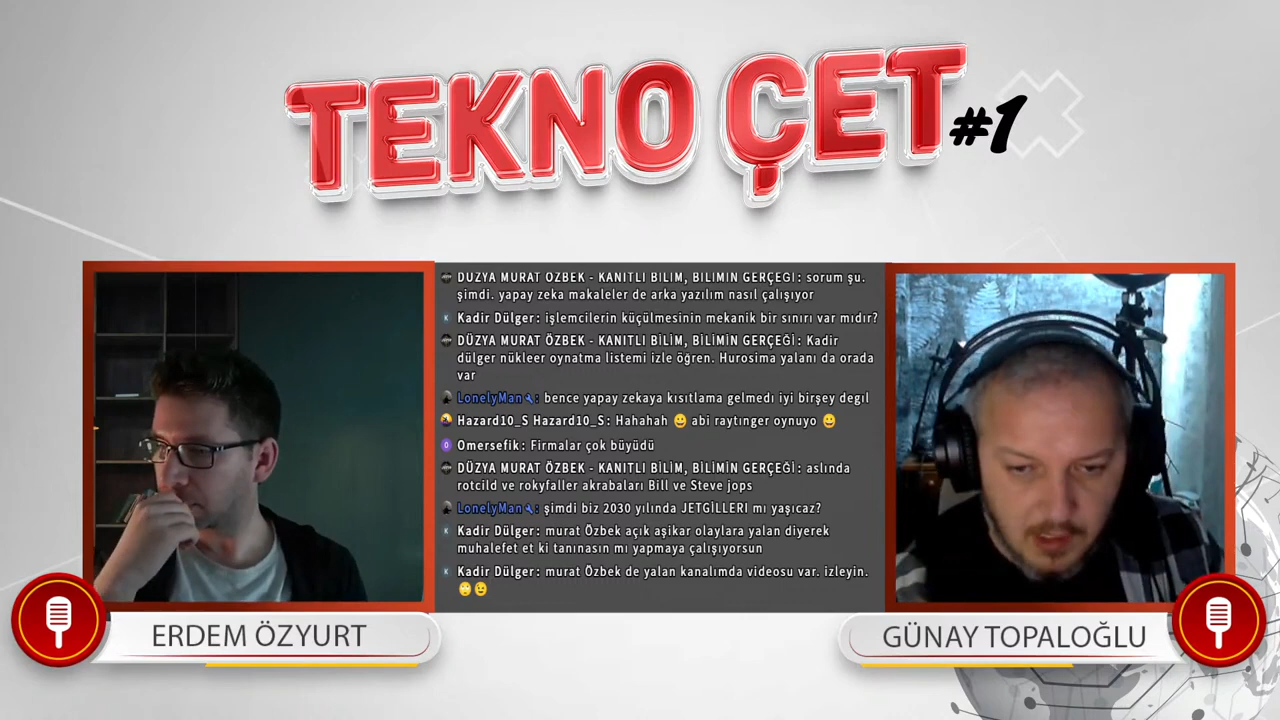 TEKNO ÇET
#1
DUZYA MURAT OZBEK - KANITLI BILIM, BILIMIN GERÇEGI: sorum şu.
şimdi. yapay zeka makaleler de arka yazılım nasıl çalışıyor
K Kadir Dülger: işlemcilerin küçülmesinin mekanik bir sınırı var mıdır?
DÜZYA MURAT ÖZBEK - KANITLI BİLİM, BİLİMİN GERÇEĞİ: Kadir
dülger nükleer oynatma listemi izle öğren. Hurosima yalanı da orada
var
LonelyMan: bence yapay zekaya kısıtlama gelmedı iyi birşey degıl
Hazard10_S Hazard10_S: Hahahah 😀 abi raytınger oynuyo 😀
O Omersefik: Firmalar çok büyüdü
DÜZYA MURAT ÖZBEK - KANITLI BİLİM, BİLİMİN GERÇEĞİ: aslında
rotcild ve rokyfaller akrabaları Bill ve Steve jops
LonelyMan: şimdi biz 2030 yılında JETGİLLERI mı yaşıcaz?
K Kadir Dülger: murat Özbek açık aşikar olaylara yalan diyerek
muhalefet et ki tanınasın mı yapmaya çalışıyorsun
K Kadir Dülger: murat Özbek de yalan kanalımda videosu var. izleyin.
🙄😉
ERDEM ÖZYURT
GÜNAY TOPALOĞLU